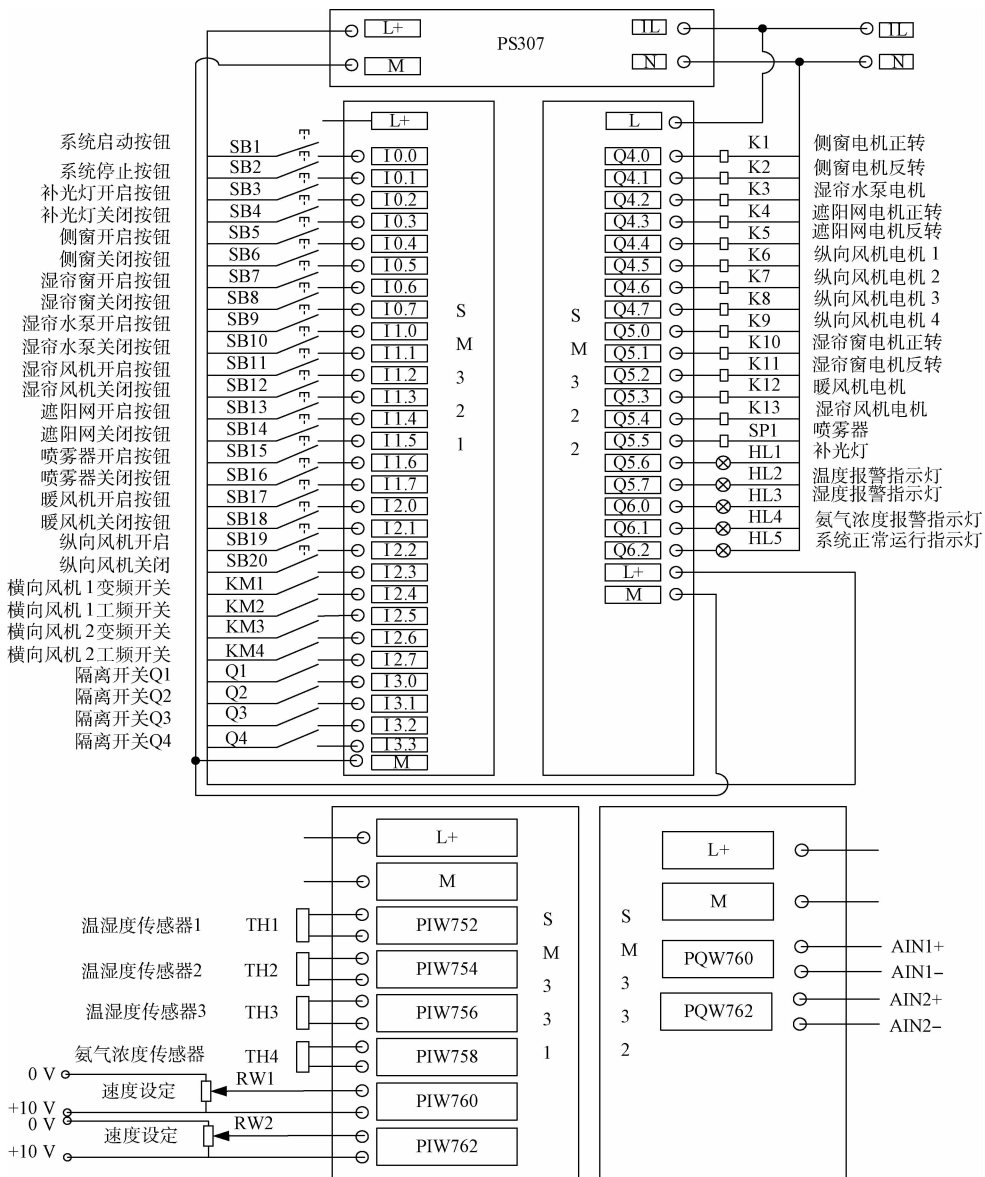 L+
PS307
IL
IL
M
N
N
L+
L
系统启动按钮 SB1 I0.0
系统停止按钮 SB2 I0.1
补光灯开启按钮 SB3 I0.2
补光灯关闭按钮 SB4 I0.3
侧窗开启按钮 SB5 I0.4
侧窗关闭按钮 SB6 I0.5
湿帘窗开启按钮 SB7 I0.6
湿帘窗关闭按钮 SB8 I0.7
湿帘水泵开启按钮 SB9 I1.0
湿帘水泵关闭按钮 SB10 I1.1
湿帘风机开启按钮 SB11 I1.2
湿帘风机关闭按钮 SB12 I1.3
遮阳网开启按钮 SB13 I1.4
遮阳网关闭按钮 SB14 I1.5
喷雾器开启按钮 SB15 I1.6
喷雾器关闭按钮 SB16 I1.7
暖风机开启按钮 SB17 I2.0
暖风机关闭按钮 SB18 I2.1
纵向风机开启 SB19 I2.2
纵向风机关闭 SB20 I2.3
横向风机1变频开关 KM1 I2.4
横向风机1工频开关 KM2 I2.5
横向风机2变频开关 KM3 I2.6
横向风机2工频开关 KM4 I2.7
隔离开关Q1 Q1 I3.0
隔离开关Q2 Q2 I3.1
隔离开关Q3 Q3 I3.2
隔离开关Q4 Q4 I3.3
M
SM321
SM322
Q4.0 K1 侧窗电机正转
Q4.1 K2 侧窗电机反转
Q4.2 K3 湿帘水泵电机
Q4.3 K4 遮阳网电机正转
Q4.4 K5 遮阳网电机反转
Q4.5 K6 纵向风机电机1
Q4.6 K7 纵向风机电机2
Q4.7 K8 纵向风机电机3
Q5.0 K9 纵向风机电机4
Q5.1 K10 湿帘窗电机正转
Q5.2 K11 湿帘窗电机反转
Q5.3 K12 暖风机电机
Q5.4 K13 湿帘风机电机
Q5.5 SP1 喷雾器
Q5.6 HL1 补光灯
Q5.7 HL2 温度报警指示灯
Q6.0 HL3 湿度报警指示灯
Q6.1 HL4 氨气浓度报警指示灯
Q6.2 HL5 系统正常运行指示灯
L+
M
L+
M
温湿度传感器1 TH1 PIW752
温湿度传感器2 TH2 PIW754
温湿度传感器3 TH3 PIW756
氨气浓度传感器 TH4 PIW758
0 V 速度设定 RW1 PIW760
+10 V
0 V 速度设定 RW2 PIW762
+10 V
SM331
SM332
L+
M
PQW760 AIN1+
AIN1−
PQW762 AIN2+
AIN2−